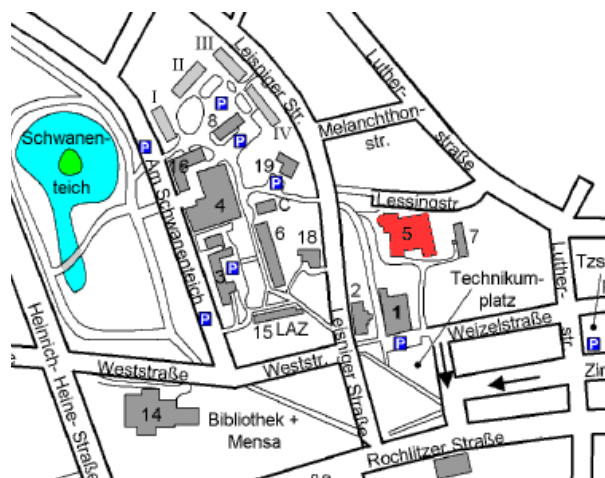 III
Leisniger Str.
Luther-
straße
II
I
P
8
IV
Melanchthon-
str.
P
P
Schwanen-
teich
16
19
P
Am Schwanenteich
4
C
Lessingstr.
5
7
6
18
3
P
Technikum-
platz
Luther-
str.
Tzs
2
1
P
15
LAZ
Weizelstraße
P
P
Heinrich-Heine-Straße
Weststraße
Weststr.
Leisniger Straße
Zin
14
Bibliothek +
Mensa
Rochlitzer Straße